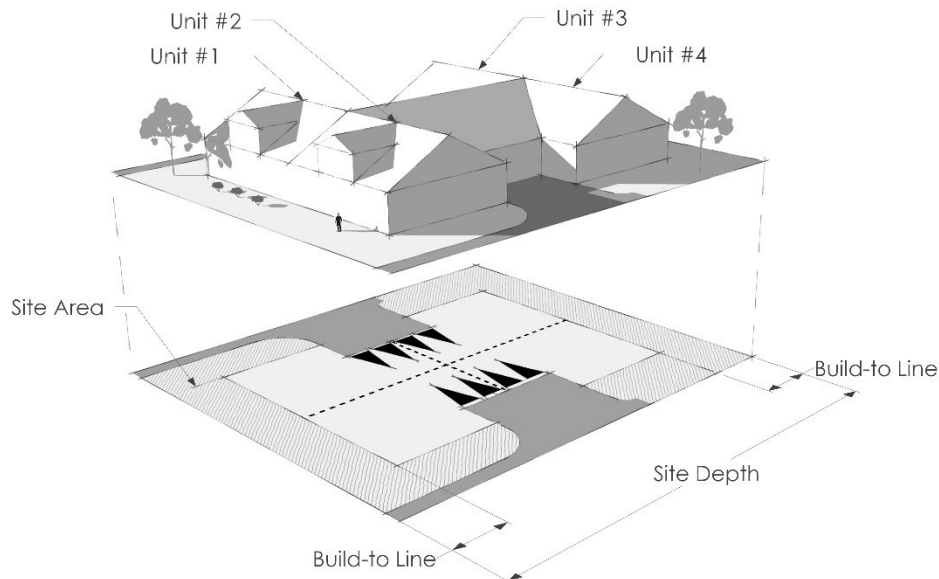 Unit #3
Unit #2
Unit #1
Unit #4
Site Area
Build-to Line
Site Depth
Build-to Line